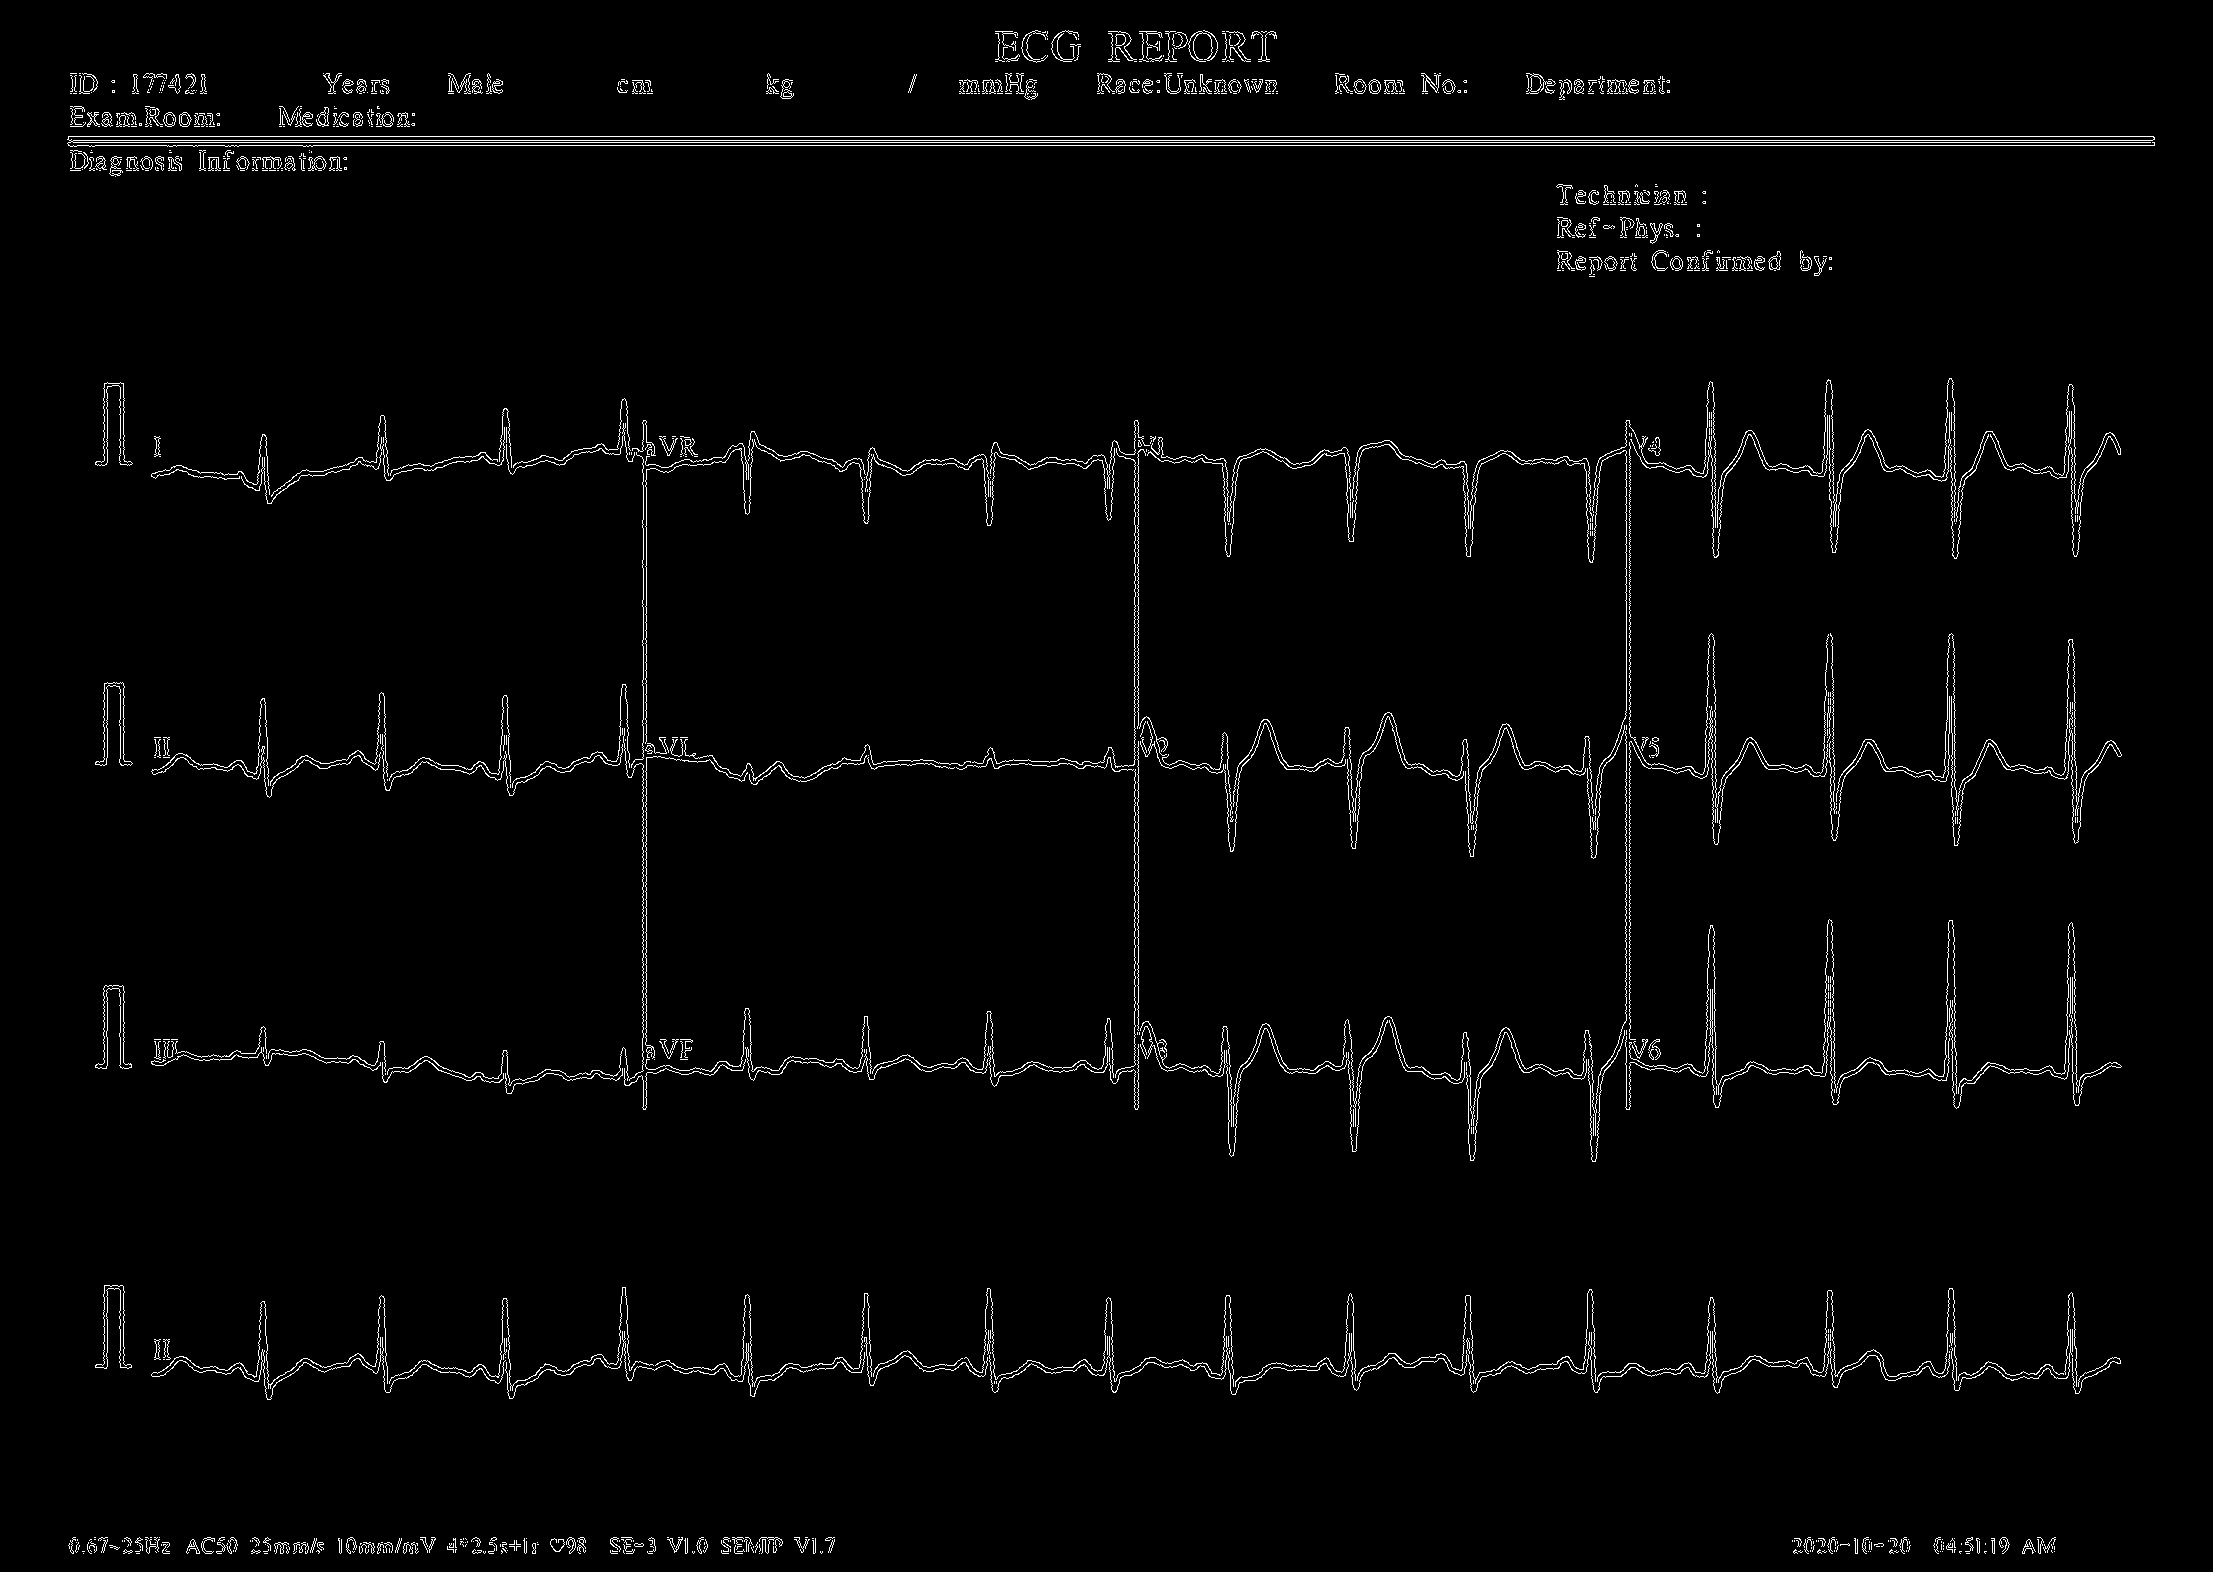 ECG REPORT
ID : 177421 Years Male cm kg / mmHg Race:Unknown Room No.: Department:
Exam.Room: Medication:
Diagnosis Information:
Technician :
Ref-Phys. :
Report Confirmed by:
I aVR V1 V4
II aVL V2 V5
III aVF V3 V6
II
0.67~25Hz AC50 25mm/s 10mm/mV 4*2.5s+1r ♡98 SE-3 V1.0 SEMIP V1.7 2020-10-20 04:51:19 AM